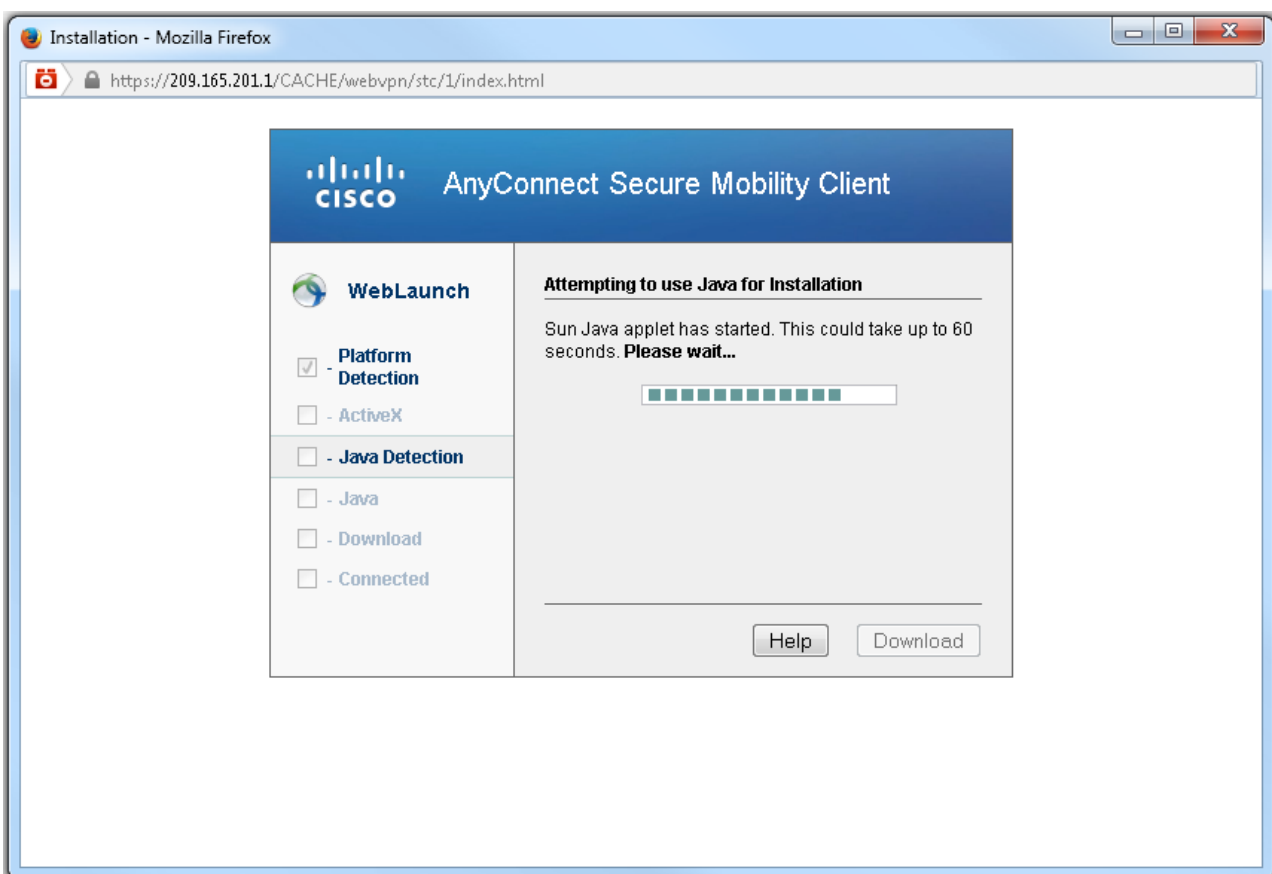 Installation - Mozilla Firefox
https://209.165.201.1/CACHE/webvpn/stc/1/index.html
CISCO
AnyConnect Secure Mobility Client
WebLaunch
- Platform
Detection
- ActiveX
- Java Detection
- Java
- Download
- Connected
Attempting to use Java for Installation
Sun Java applet has started. This could take up to 60
seconds. Please wait...
Help
Download